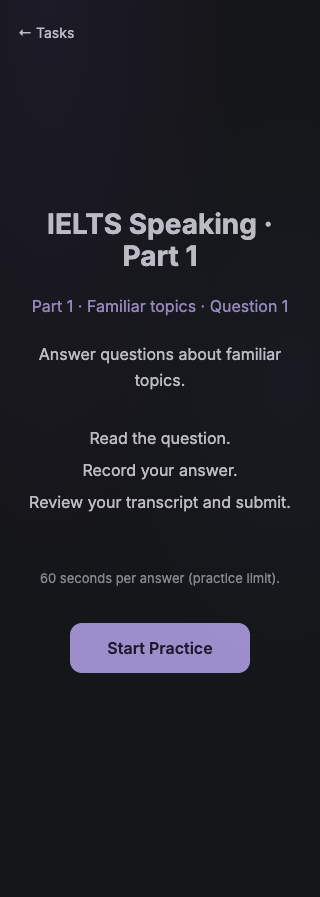 ← Tasks
IELTS Speaking ·
Part 1
Part 1 · Familiar topics · Question 1
Answer questions about familiar
topics.
Read the question.
Record your answer.
Review your transcript and submit.
60 seconds per answer (practice limit).
Start Practice